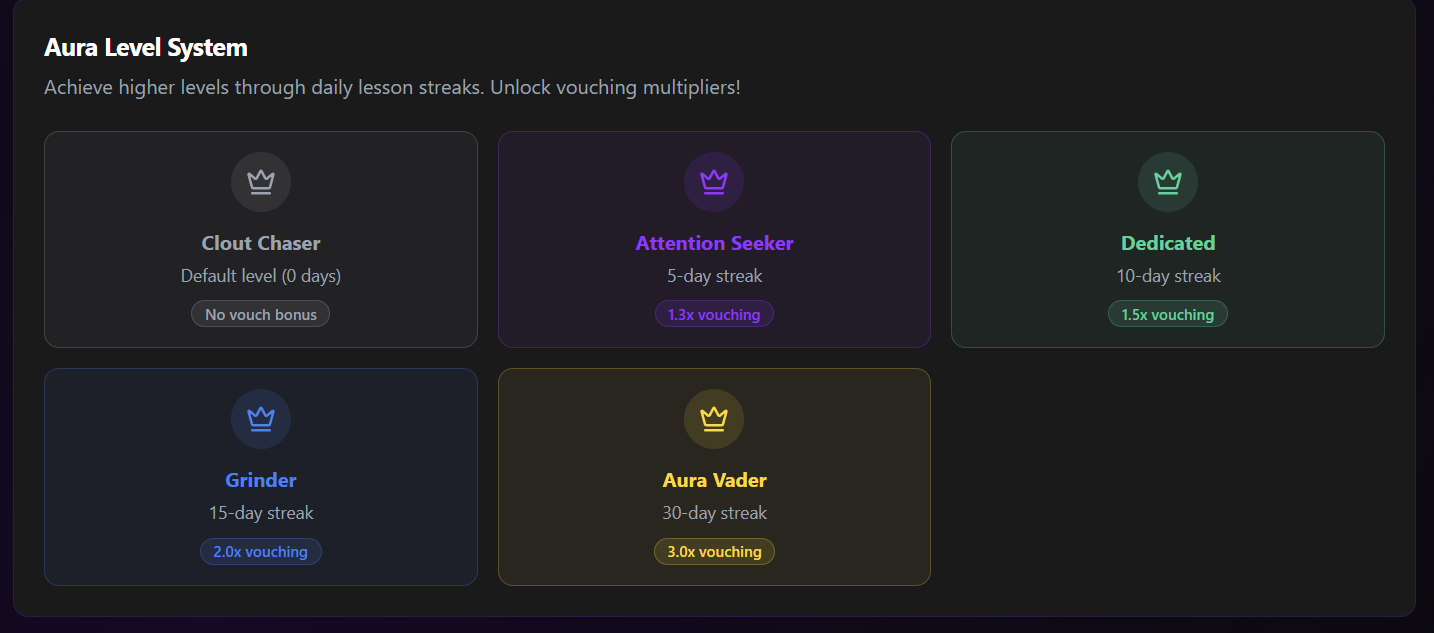 Aura Level System
Achieve higher levels through daily lesson streaks. Unlock vouching multipliers!
Clout Chaser
Default level (0 days)
No vouch bonus
Attention Seeker
5-day streak
1.3x vouching
Dedicated
10-day streak
1.5x vouching
Grinder
15-day streak
2.0x vouching
Aura Vader
30-day streak
3.0x vouching